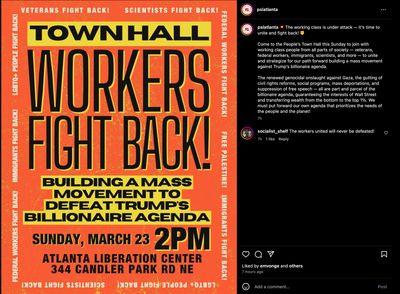 VETERANS FIGHT BACK! SCIENTISTS FIGHT BACK!
FEDERAL WORKERS FIGHT BACK!
FREE PALESTINE!
IMMIGRANTS FIGHT BACK!
LGBTQ+ PEOPLE FIGHT BACK! SCIENTISTS FIGHT BACK!
FEDERAL WORKERS FIGHT BACK!
IMMIGRANTS FIGHT BACK!
LGBTQ+ PEOPLE FIGHT BACK!
TOWN HALL
WORKERS
FIGHT BACK!
BUILDING A MASS
MOVEMENT TO
DEFEAT TRUMP'S
BILLIONAIRE AGENDA
SUNDAY, MARCH 23 2PM
ATLANTA LIBERATION CENTER
344 CANDLER PARK RD NE
pslatlanta
pslatlanta The working class is under attack — it's time to
unite and fight back!
Come to the People's Town Hall this Sunday to join with
working class people from all parts of society — veterans,
federal workers, immigrants, scientists, and more — to unite
and strategize for our path forward building a mass movement
against Trump's billionaire agenda.
The renewed genocidal onslaught against Gaza, the gutting of
civil rights reforms, social programs, mass deportations, and
suppression of free speech — all are part and parcel of the
billionaire agenda, guaranteeing the interests of Wall Street
and transferring wealth from the bottom to the top 1%. We
must put forward our own agenda that prioritizes the needs of
the people and the planet!
7h
socialist_shelf The workers united will never be defeated!
7h 1 like Reply
Liked by emvonge and others
7 hours ago
Add a comment...